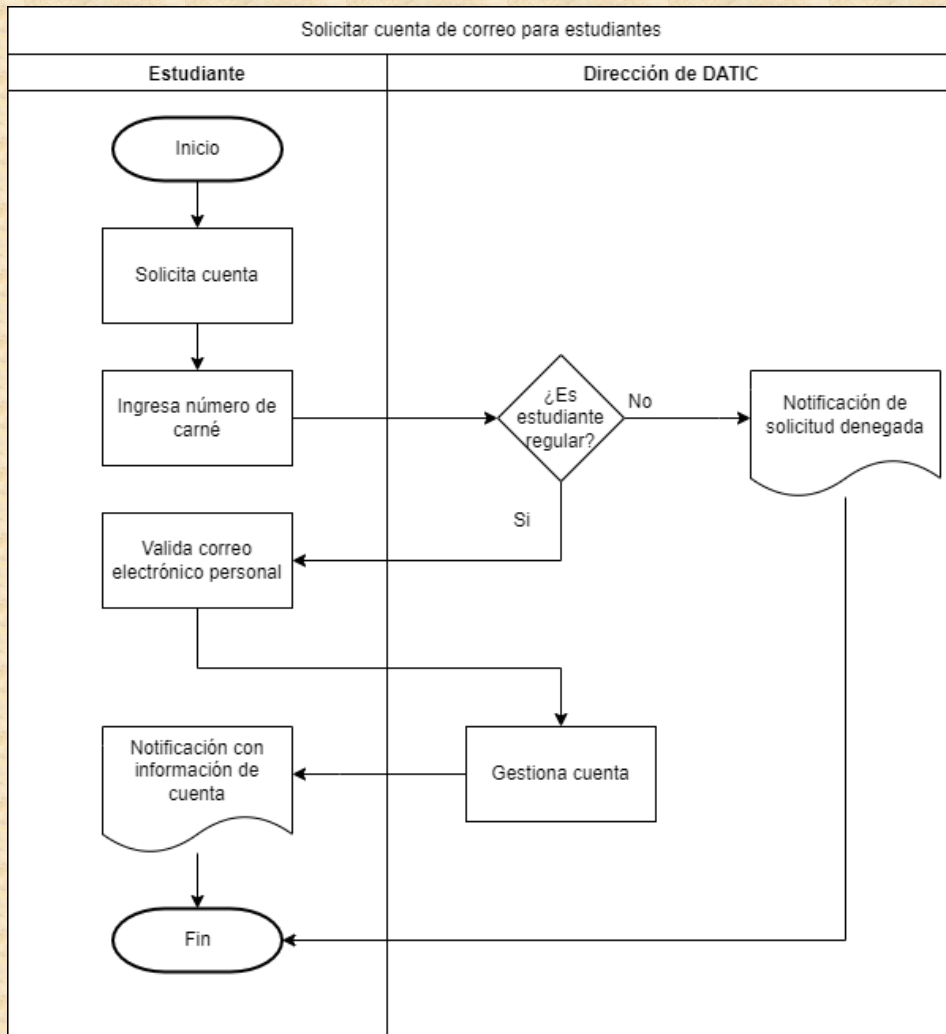 Solicitar cuenta de correo para estudiantes
Estudiante
Dirección de DATIC
Inicio
Solicita cuenta
Ingresa número de
carné
¿Es
estudiante
regular?
No
Notificación de
solicitud denegada
Si
Valida correo
electrónico personal
Notificación con
información de
cuenta
Gestiona cuenta
Fin